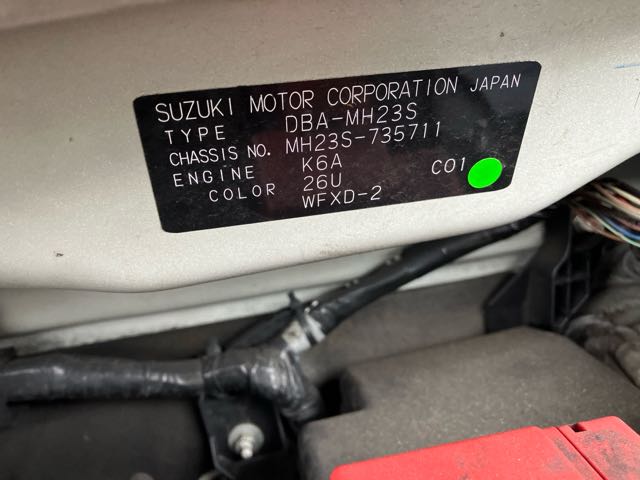 SUZUKI MOTOR CORPORATION JAPAN
TYPE DBA-MH23S
CHASSIS NO. MH23S-735711
ENGINE K6A
COLOR 26U C01
WFXD-2